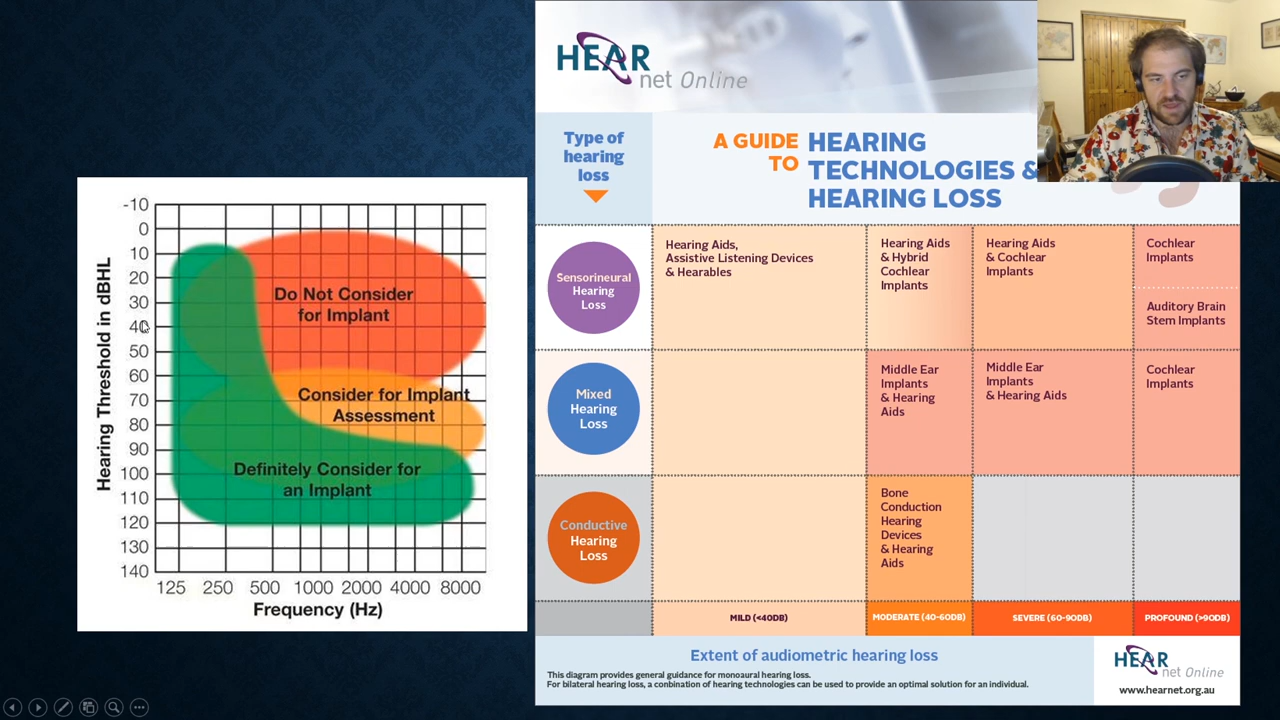 -10
0
10
20
30
40
50
60
70
80
90
100
110
120
130
140
Hearing Threshold in dBHL
Do Not Consider
for Implant
Consider for Implant
Assessment
Definitely Consider for
an Implant
125 250 500 1000 2000 4000 8000
Frequency (Hz)
HEAR
net Online
Type of
hearing
loss
A GUIDE
TO
HEARING
TECHNOLOGIES &
HEARING LOSS
Sensorineural
Hearing
Loss
Hearing Aids,
Assistive Listening Devices
& Hearables
Hearing Aids
& Hybrid
Cochlear
Implants
Hearing Aids
& Cochlear
Implants
Cochlear
Implants
Auditory Brain
Stem Implants
Mixed
Hearing
Loss
Middle Ear
Implants
& Hearing
Aids
Middle Ear
Implants
& Hearing Aids
Cochlear
Implants
Conductive
Hearing
Loss
Bone
Conduction
Hearing
Devices
& Hearing
Aids
MILD (<40DB) MODERATE (40-60DB) SEVERE (60-90DB) PROFOUND (>90DB)
Extent of audiometric hearing loss
This diagram provides general guidance for monoaural hearing loss.
For bilateral hearing loss, a combination of hearing technologies can be used to provide an optimal solution for an individual.
HEAR
net Online
www.hearnet.org.au